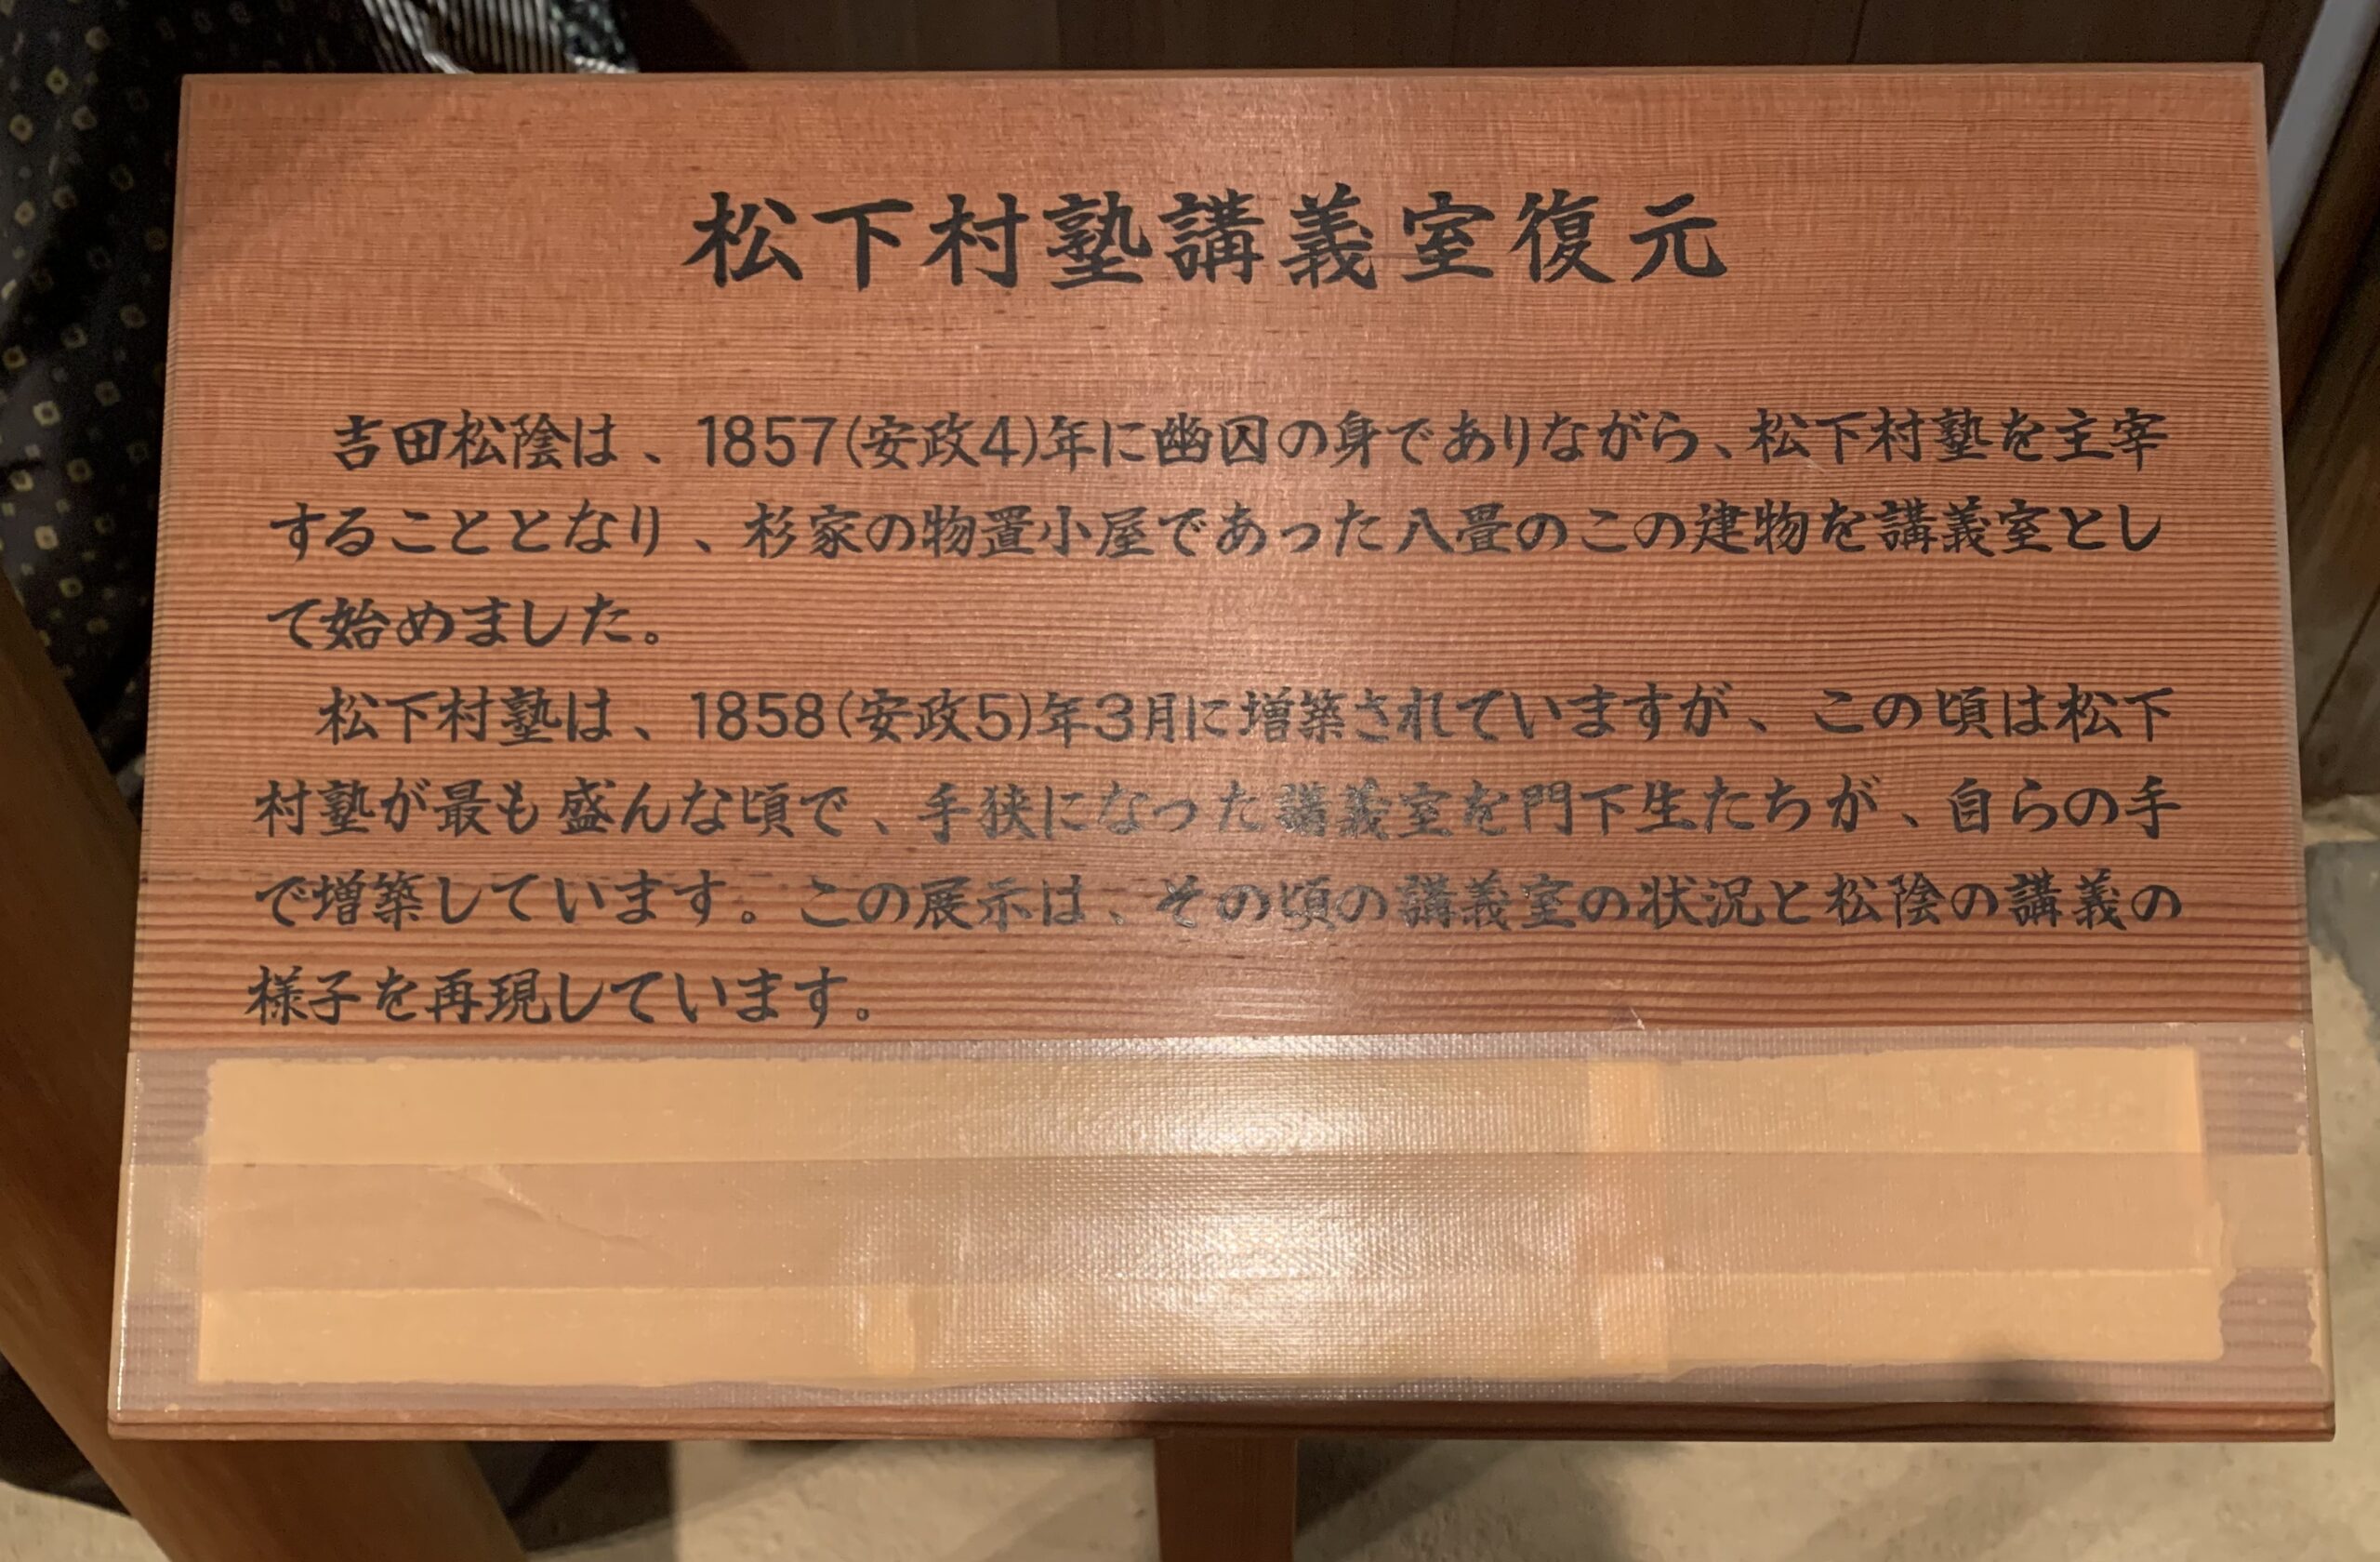 松下村塾講義室復元
吉田松陰は、1857(安政4)年に幽囚の身でありながら、松下村塾を主宰
することとなり、杉家の物置小屋であった八畳のこの建物を講義室とし
て始めました。
松下村塾は、1858(安政5)年3月に増築されていますが、この頃は松下
村塾が最も盛んな頃で、手狭になった講義室を門下生たちが、自らの手
で増築しています。この展示は、その頃の講義室の状況と松陰の講義の
様子を再現しています。